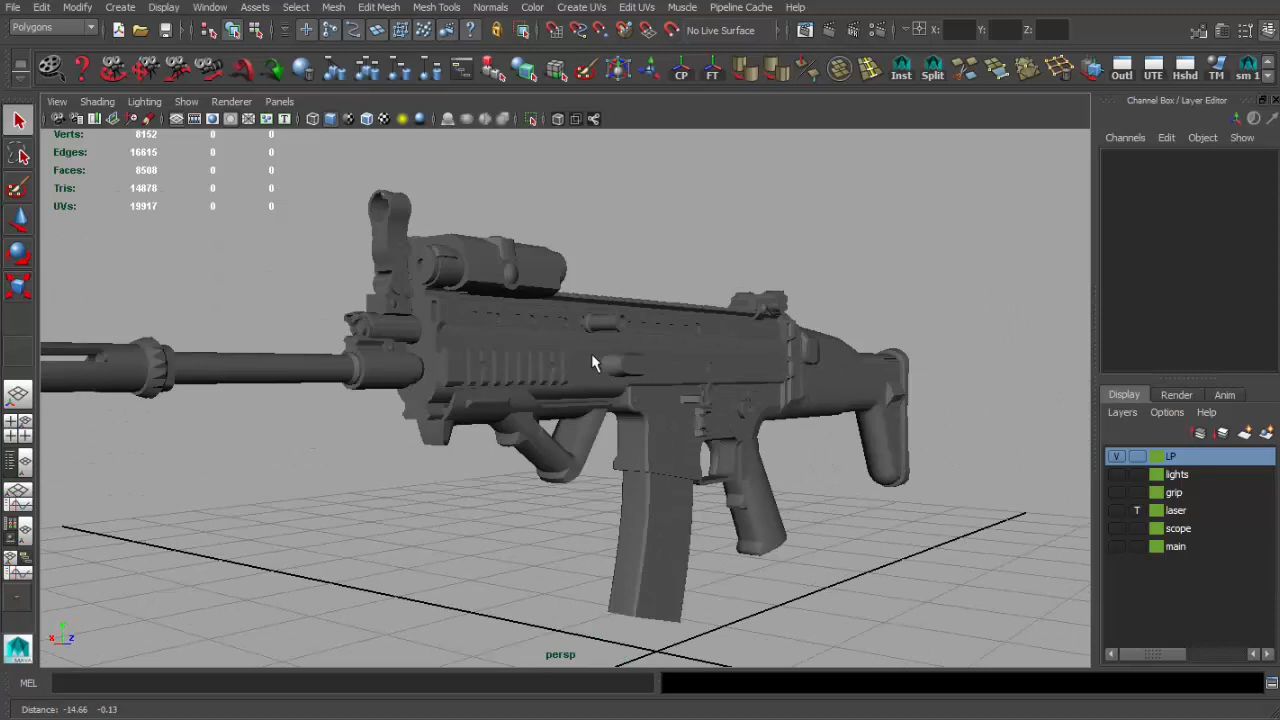 File Edit Modify Create Display Window Assets Select Mesh Edit Mesh Mesh Tools Normals Color Create UVs Edit UVs Muscle Pipeline Cache Help
Polygons No Live Surface X: Y: Z:
CP FT Inst Split Outl UTE Hshd TM sm 1
View Shading Lighting Show Renderer Panels
Channel Box / Layer Editor
Channels Edit Object Show
Verts: 8152 0 0
Edges: 16615 0 0
Faces: 8508 0 0
Tris: 14878 0 0
UVs: 19917 0 0
Display Render Anim
Layers Options Help
V LP
lights
grip
T laser
scope
main
y
x z
persp
MAYA
MEL
Distance: -14.66 -0.13